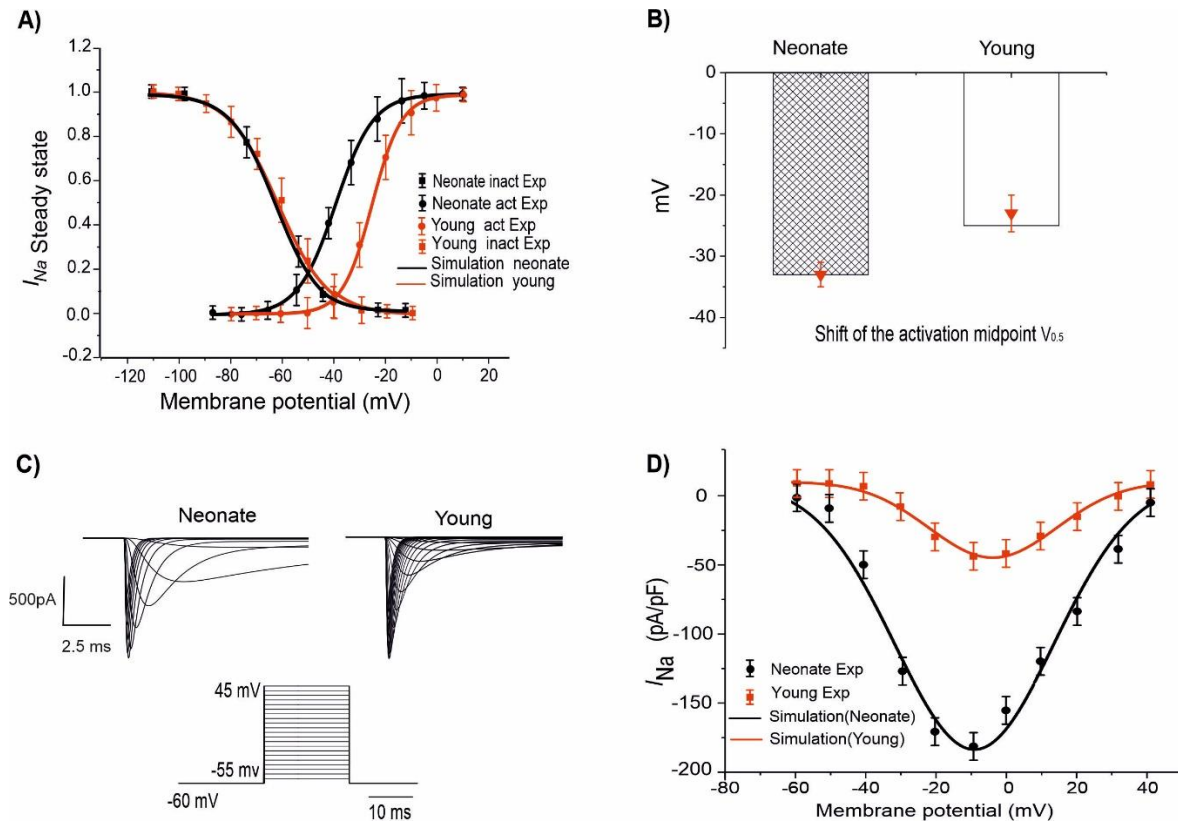 A)
1.2
1.0
0.8
0.6
0.4
0.2
0.0
-0.2
I Na Steady state
Neonate inact Exp
Neonate act Exp
Young act Exp
Young inact Exp
Simulation neonate
Simulation young
-120 -100 -80 -60 -40 -20 0 20
Membrane potential (mV)
B)
Neonate Young
0
-10
-20
-30
-40
mV
Shift of the activation midpoint V0.5
C)
Neonate Young
500pA
2.5 ms
45 mV
-55 mv
-60 mV
10 ms
D)
0
-50
-100
-150
-200
INa (pA/pF)
Neonate Exp
Young Exp
Simulation(Neonate)
Simulation(Young)
-80 -60 -40 -20 0 20 40
Membrane potential (mV)